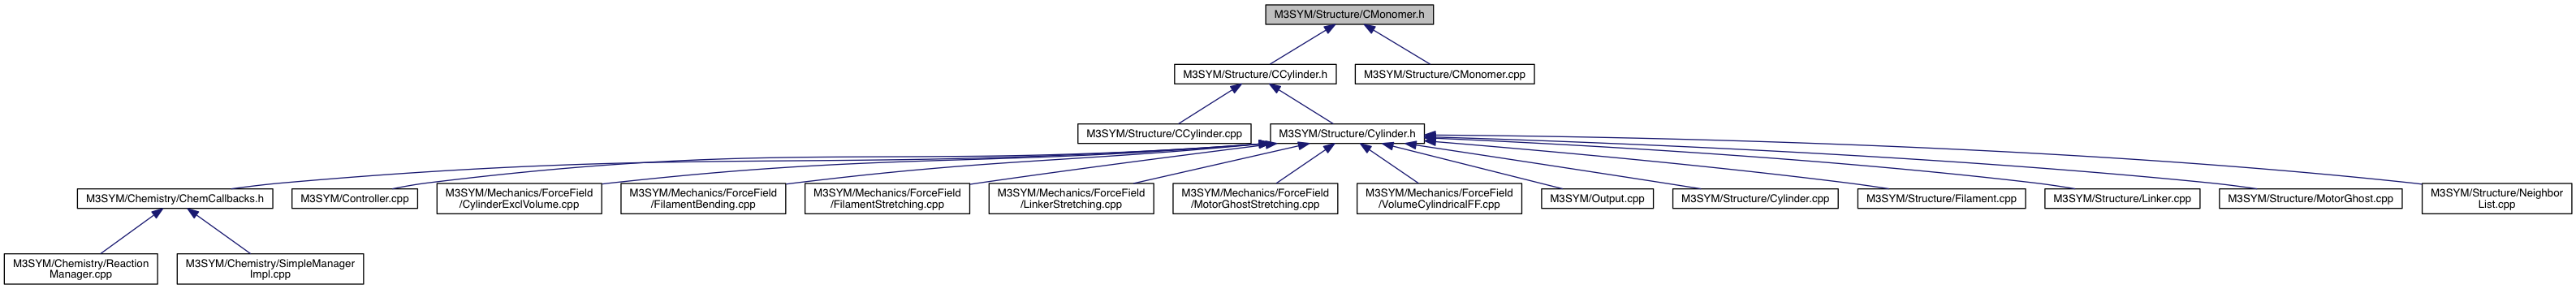 M3SYM/Structure/CMonomer.h
M3SYM/Structure/CCylinder.h
M3SYM/Structure/CMonomer.cpp
M3SYM/Structure/CCylinder.cpp
M3SYM/Structure/Cylinder.h
M3SYM/Chemistry/ChemCallbacks.h
M3SYM/Controller.cpp
M3SYM/Mechanics/ForceField
/CylinderExclVolume.cpp
M3SYM/Mechanics/ForceField
/FilamentBending.cpp
M3SYM/Mechanics/ForceField
/FilamentStretching.cpp
M3SYM/Mechanics/ForceField
/LinkerStretching.cpp
M3SYM/Mechanics/ForceField
/MotorGhostStretching.cpp
M3SYM/Mechanics/ForceField
/VolumeCylindricalFF.cpp
M3SYM/Output.cpp
M3SYM/Structure/Cylinder.cpp
M3SYM/Structure/Filament.cpp
M3SYM/Structure/Linker.cpp
M3SYM/Structure/MotorGhost.cpp
M3SYM/Structure/Neighbor
List.cpp
M3SYM/Chemistry/Reaction
Manager.cpp
M3SYM/Chemistry/SimpleManager
Impl.cpp